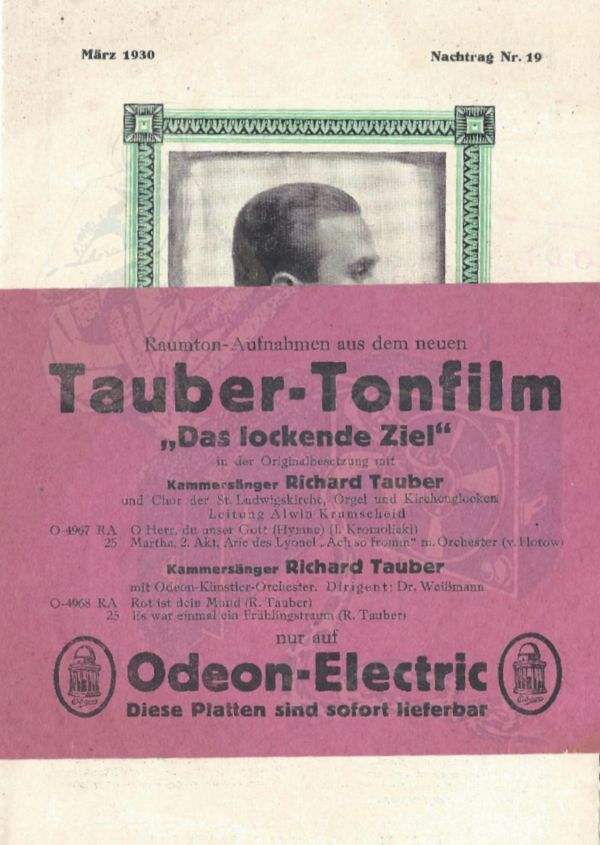 März 1930
Nachtrag Nr. 19
Raumton-Aufnahmen aus dem neuen
Tauber-Tonfilm
„Das lockende Ziel“
in der Originalbesetzung mit
Kammersänger Richard Tauber
und Chor der St. Ludwigskirche, Orgel und Kirchenglocken
Leitung Alwin Krumscheid
O-4967 RA O Herr, du unser Gott (Hymne) (I. Kromolicki)
25 Martha, 2. Akt, Arie des Lyonel „Ach so fromm“ m. Orchester (v. Flotow)
Kammersänger Richard Tauber
mit Odeon-Künstler-Orchester. Dirigent: Dr. Weißmann
O-4968 RA Rot ist dein Mund (R. Tauber)
25 Es war einmal ein Frühlingstraum (R. Tauber)
nur auf
Odeon-Electric
Diese Platten sind sofort lieferbar